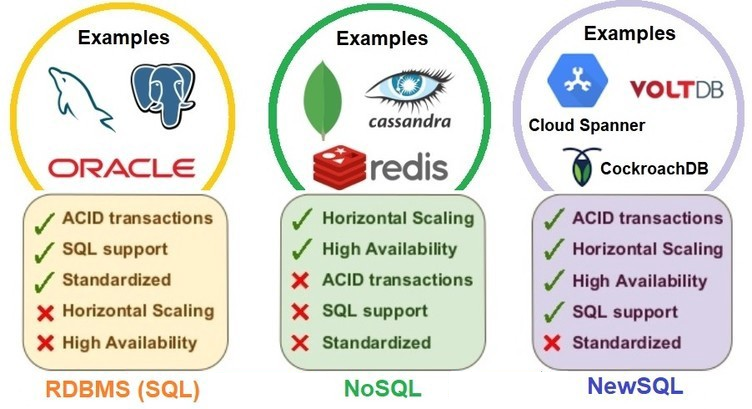 Examples
ORACLE
ACID transactions
SQL support
Standardized
Horizontal Scaling
High Availability
RDBMS (SQL)
Examples
cassandra
redis
Horizontal Scaling
High Availability
ACID transactions
SQL support
Standardized
NoSQL
Examples
VOLTDB
Cloud Spanner
CockroachDB
ACID transactions
Horizontal Scaling
High Availability
SQL support
Standardized
NewSQL